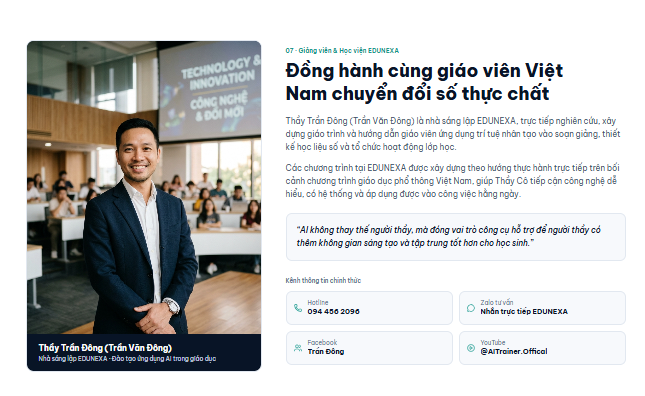 TECHNOLOGY &
INNOVATION
CÔNG NGHỆ
& ĐỔI MỚI
Thầy Trần Đông (Trần Văn Đông)
Nhà sáng lập EDUNEXA · Đào tạo ứng dụng AI trong giáo dục
07 · Giảng viên & Học viên EDUNEXA
Đồng hành cùng giáo viên Việt
Nam chuyển đổi số thực chất
Thầy Trần Đông (Trần Văn Đông) là nhà sáng lập EDUNEXA, trực tiếp nghiên cứu, xây
dựng giáo trình và hướng dẫn giáo viên ứng dụng trí tuệ nhân tạo vào soạn giảng, thiết
kế học liệu số và tổ chức hoạt động lớp học.
Các chương trình tại EDUNEXA được xây dựng theo hướng thực hành trực tiếp trên bối
cảnh chương trình giáo dục phổ thông Việt Nam, giúp Thầy Cô tiếp cận công nghệ dễ
hiểu, có hệ thống và áp dụng được vào công việc hằng ngày.
“AI không thay thế người thầy, mà đóng vai trò công cụ hỗ trợ để người thầy có
thêm không gian sáng tạo và tập trung tốt hơn cho học sinh.”
Kênh thông tin chính thức
Hotline
094 456 2096
Zalo tư vấn
Nhắn trực tiếp EDUNEXA
Facebook
Trần Đông
YouTube
@AITrainer.Offical